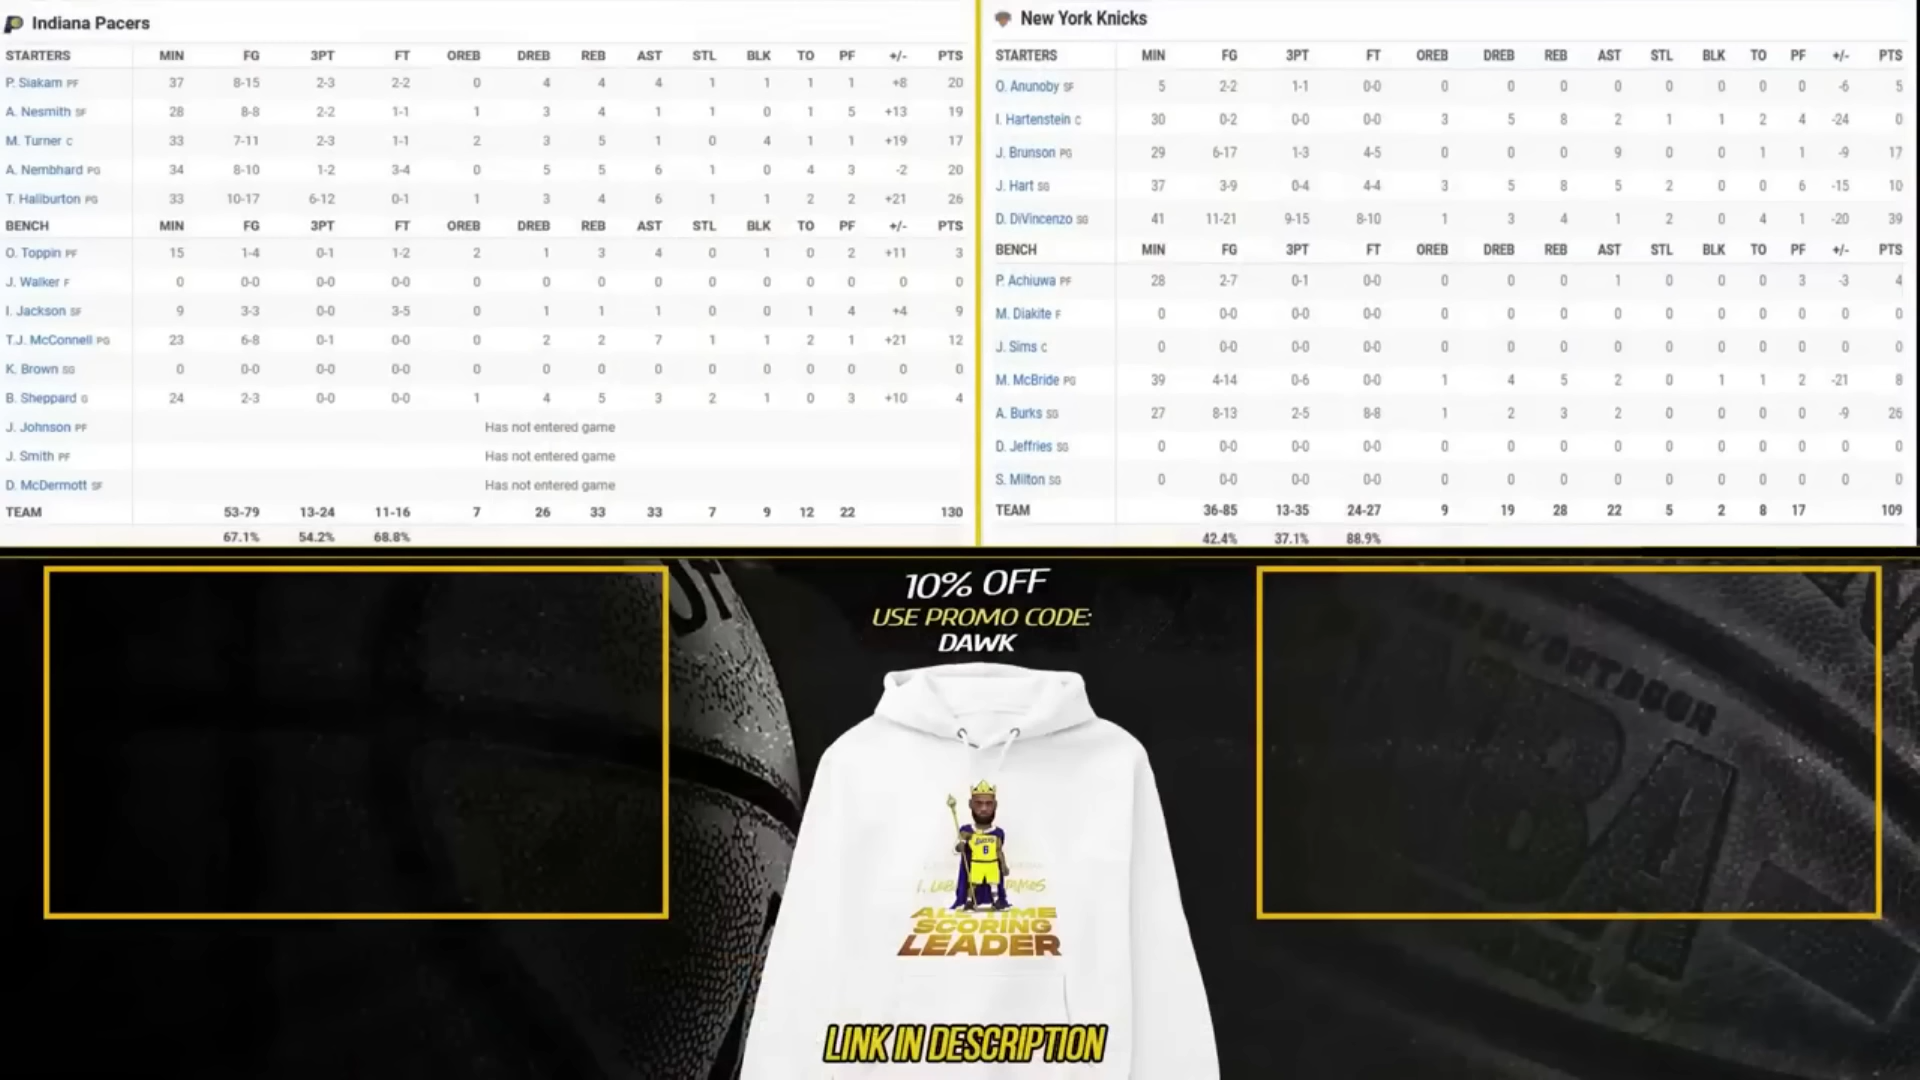 Indiana Pacers
STARTERS MIN FG 3PT FT OREB DREB REB AST STL BLK TO PF +/- PTS
P. Siakam PF 37 8-15 2-3 2-2 0 4 4 4 1 1 1 1 +8 20
A. Nesmith SF 28 8-8 2-2 1-1 1 3 4 1 1 0 1 5 +13 19
M. Turner C 33 7-11 2-3 1-1 2 3 5 1 0 4 1 1 +19 17
A. Nembhard PG 34 8-10 1-2 3-4 0 5 5 6 1 0 4 3 -2 20
T. Haliburton PG 33 10-17 6-12 0-1 1 3 4 6 1 1 2 2 +21 26
BENCH MIN FG 3PT FT OREB DREB REB AST STL BLK TO PF +/- PTS
O. Toppin PF 15 1-4 0-1 1-2 2 1 3 4 0 1 0 2 +11 3
J. Walker F 0 0-0 0-0 0-0 0 0 0 0 0 0 0 0 0 0
I. Jackson SF 9 3-3 0-0 3-5 0 1 1 1 0 0 1 4 +4 9
T.J. McConnell PG 23 6-8 0-1 0-0 0 2 2 7 1 1 2 1 +21 12
K. Brown SG 0 0-0 0-0 0-0 0 0 0 0 0 0 0 0 0 0
B. Sheppard G 24 2-3 0-0 0-0 1 4 5 3 2 1 0 3 +10 4
J. Johnson PF Has not entered game
J. Smith PF Has not entered game
D. McDermott SF Has not entered game
TEAM 53-79 13-24 11-16 7 26 33 33 7 9 12 22 130
67.1% 54.2% 68.8%
New York Knicks
STARTERS MIN FG 3PT FT OREB DREB REB AST STL BLK TO PF +/- PTS
O. Anunoby SF 5 2-2 1-1 0-0 0 0 0 0 0 0 0 0 -6 5
I. Hartenstein C 30 0-2 0-0 0-0 3 5 8 2 1 1 2 4 -24 0
J. Brunson PG 29 6-17 1-3 4-5 0 0 0 9 0 0 1 1 -9 17
J. Hart SG 37 3-9 0-4 4-4 3 5 8 5 2 0 0 6 -15 10
D. DiVincenzo SG 41 11-21 9-15 8-10 1 3 4 1 2 0 4 1 -20 39
BENCH MIN FG 3PT FT OREB DREB REB AST STL BLK TO PF +/- PTS
P. Achiuwa PF 28 2-7 0-1 0-0 0 0 0 1 0 0 0 3 -3 4
M. Diakite F 0 0-0 0-0 0-0 0 0 0 0 0 0 0 0 0 0
J. Sims C 0 0-0 0-0 0-0 0 0 0 0 0 0 0 0 0 0
M. McBride PG 39 4-14 0-6 0-0 1 4 5 2 0 1 1 2 -21 8
A. Burks SG 27 8-13 2-5 8-8 1 2 3 2 0 0 0 0 -9 26
D. Jeffries SG 0 0-0 0-0 0-0 0 0 0 0 0 0 0 0 0 0
S. Milton SG 0 0-0 0-0 0-0 0 0 0 0 0 0 0 0 0 0
TEAM 36-85 13-35 24-27 9 19 28 22 5 2 8 17 109
42.4% 37.1% 88.9%
10% OFF
USE PROMO CODE:
DAWK
6
ALL TIME
SCORING
LEADER
LINK IN DESCRIPTION